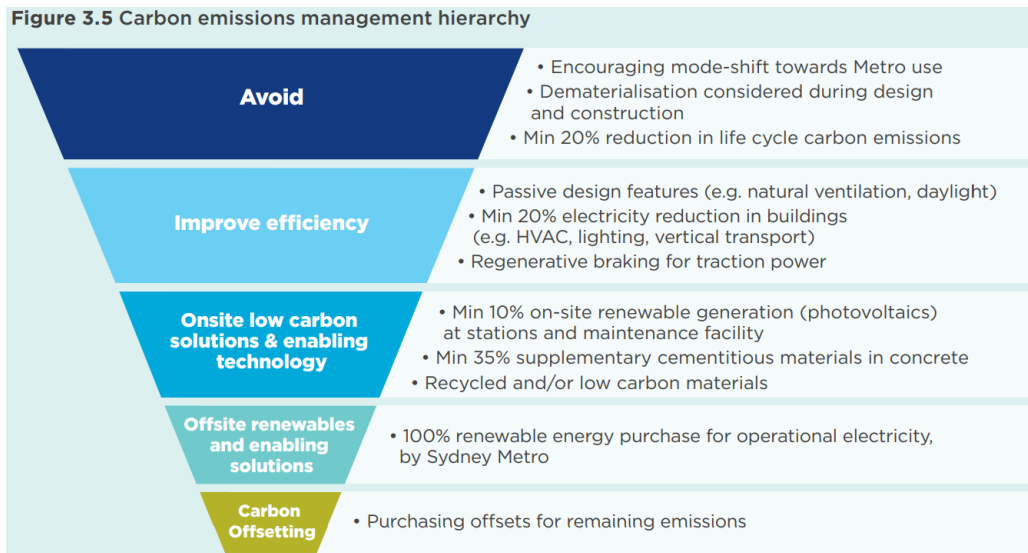 Figure 3.5 Carbon emissions management hierarchy
Avoid
• Encouraging mode-shift towards Metro use
• Dematerialisation considered during design
and construction
• Min 20% reduction in life cycle carbon emissions
Improve efficiency
• Passive design features (e.g. natural ventilation, daylight)
• Min 20% electricity reduction in buildings
(e.g. HVAC, lighting, vertical transport)
• Regenerative braking for traction power
Onsite low carbon
solutions & enabling
technology
• Min 10% on-site renewable generation (photovoltaics)
at stations and maintenance facility
• Min 35% supplementary cementitious materials in concrete
• Recycled and/or low carbon materials
Offsite renewables
and enabling
solutions
• 100% renewable energy purchase for operational electricity,
by Sydney Metro
Carbon
Offsetting
• Purchasing offsets for remaining emissions